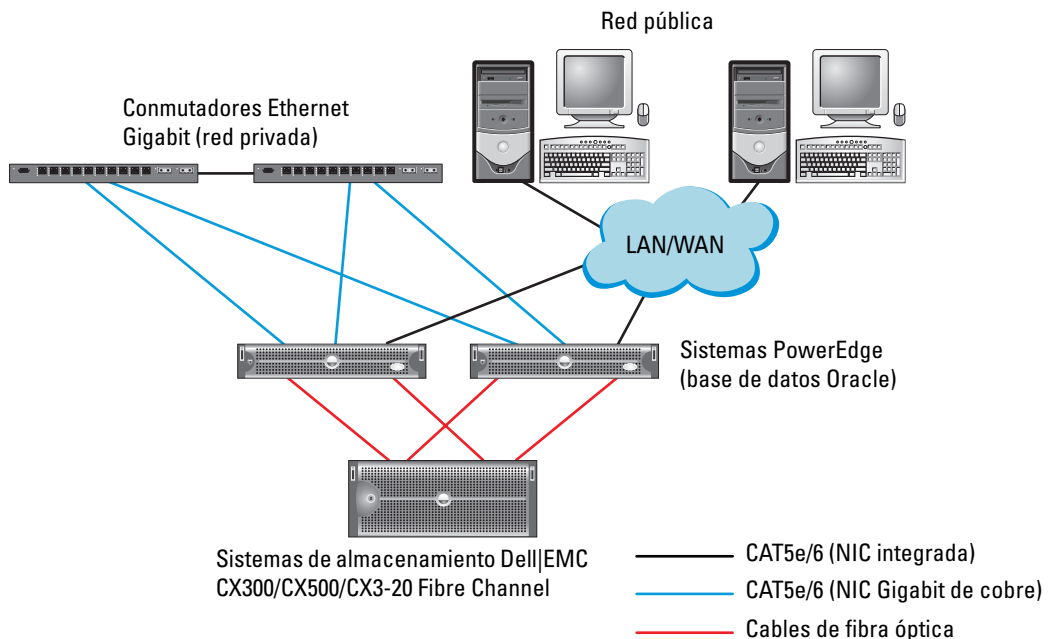 Red pública
Conmutadores Ethernet
Gigabit (red privada)
LAN/WAN
Sistemas PowerEdge
(base de datos Oracle)
Sistemas de almacenamiento Dell|EMC
CX300/CX500/CX3-20 Fibre Channel
CAT5e/6 (NIC integrada)
CAT5e/6 (NIC Gigabit de cobre)
Cables de fibra óptica